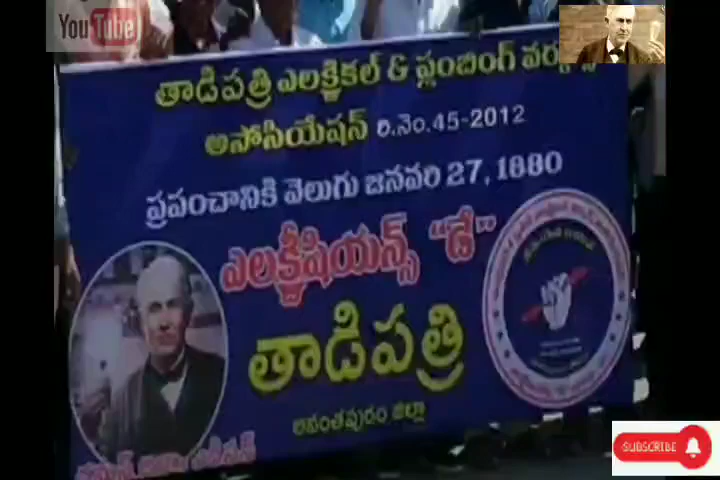 YouTube
తాడిపత్రి ఎలక్ట్రికల్ & ప్లంబింగ్ వర్కర్స్
అసోసియేషన్ రి.నెం.45-2012
ప్రపంచానికి వెలుగు జనవరి 27, 1880
ఎలక్ట్రీషియన్స్ "డే"
తాడిపత్రి
అనంతపురం జిల్లా
SUBSCRIBE